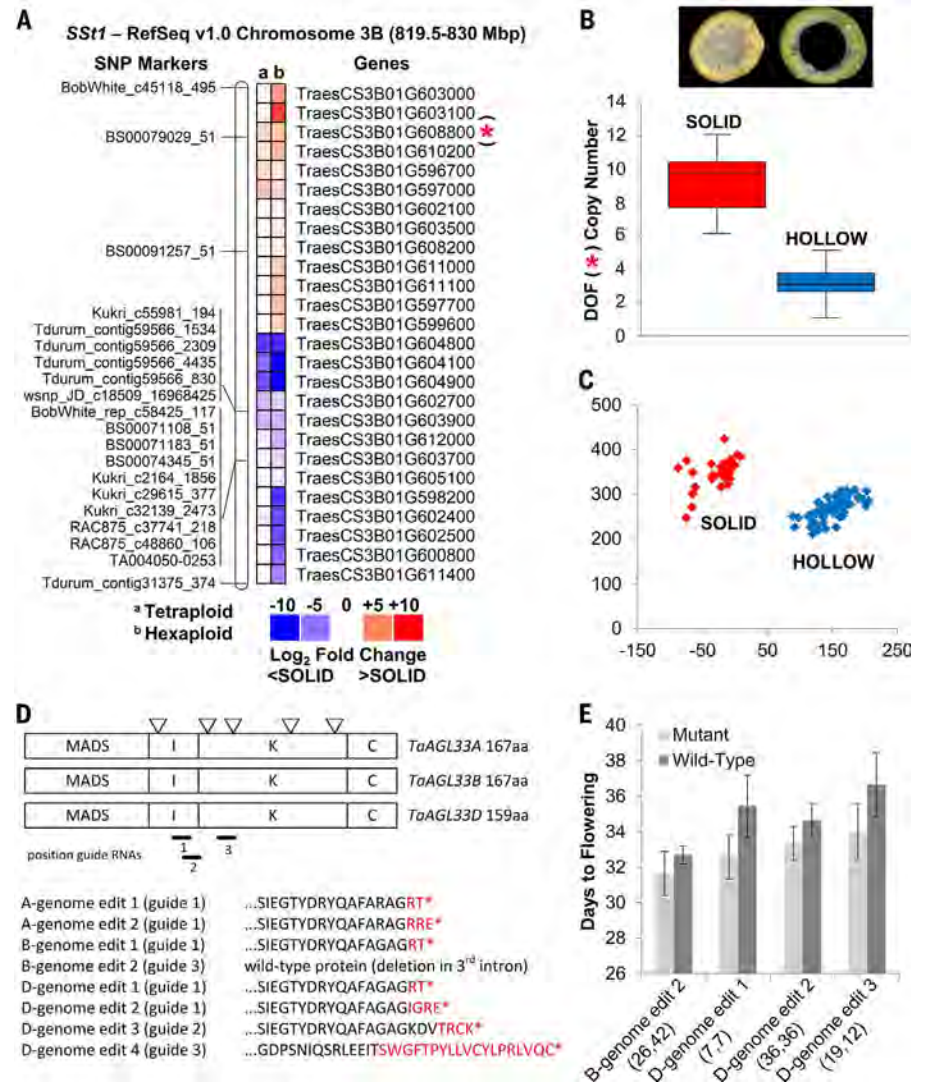 A
SSt1 – RefSeq v1.0 Chromosome 3B (819.5-830 Mbp)
SNP Markers
a b
Genes
BobWhite_c45118_495
BS00079029_51
BS00091257_51
Kukri_c55981_194
Tdurum_contig59566_1534
Tdurum_contig59566_2309
Tdurum_contig59566_4435
Tdurum_contig59566_830
wsnp_JD_c18509_16968425
BobWhite_rep_c58425_117
BS00071108_51
BS00071183_51
BS00074345_51
Kukri_c2164_1856
Kukri_c29615_377
Kukri_c32139_2473
RAC875_c37741_218
RAC875_c48860_106
TA004050-0253
Tdurum_contig31375_374
TraesCS3B01G603000
TraesCS3B01G603100
TraesCS3B01G608800 (*)
TraesCS3B01G610200
TraesCS3B01G596700
TraesCS3B01G597000
TraesCS3B01G602100
TraesCS3B01G603500
TraesCS3B01G608200
TraesCS3B01G611000
TraesCS3B01G611100
TraesCS3B01G597700
TraesCS3B01G599600
TraesCS3B01G604800
TraesCS3B01G604100
TraesCS3B01G604900
TraesCS3B01G602700
TraesCS3B01G603900
TraesCS3B01G612000
TraesCS3B01G603700
TraesCS3B01G605100
TraesCS3B01G598200
TraesCS3B01G602400
TraesCS3B01G602500
TraesCS3B01G600800
TraesCS3B01G611400
a Tetraploid
b Hexaploid
-10 -5 0 +5 +10
Log2 Fold Change
<SOLID >SOLID
B
DOF (*) Copy Number
14
12
10
8
6
4
2
0
SOLID
HOLLOW
C
500
400
300
200
100
0
-150 -50 50 150 250
SOLID
HOLLOW
D
MADS I K C TaAGL33A 167aa
MADS I K C TaAGL33B 167aa
MADS I K C TaAGL33D 159aa
position guide RNAs 1 2 3
A-genome edit 1 (guide 1) ...SIEGTYDRYQAFARAGRT*
A-genome edit 2 (guide 1) ...SIEGTYDRYQAFARAGRRE*
B-genome edit 1 (guide 1) ...SIEGTYDRYQAFAGAGRT*
B-genome edit 2 (guide 3) wild-type protein (deletion in 3rd intron)
D-genome edit 1 (guide 1) ...SIEGTYDRYQAFAGAGRT*
D-genome edit 2 (guide 1) ...SIEGTYDRYQAFAGAGIGRE*
D-genome edit 3 (guide 2) ...SIEGTYDRYQAFAGAGKDVTRCK*
D-genome edit 4 (guide 3) ...GDPSNIQSRLEEITSWGFTPYLLVCYLPRLVQC*
E
Days to Flowering
40
38
36
34
32
30
28
26
Mutant
Wild-Type
B-genome edit 2
(26,42)
D-genome edit 1
(7,7)
D-genome edit 2
(36,36)
D-genome edit 3
(19,12)